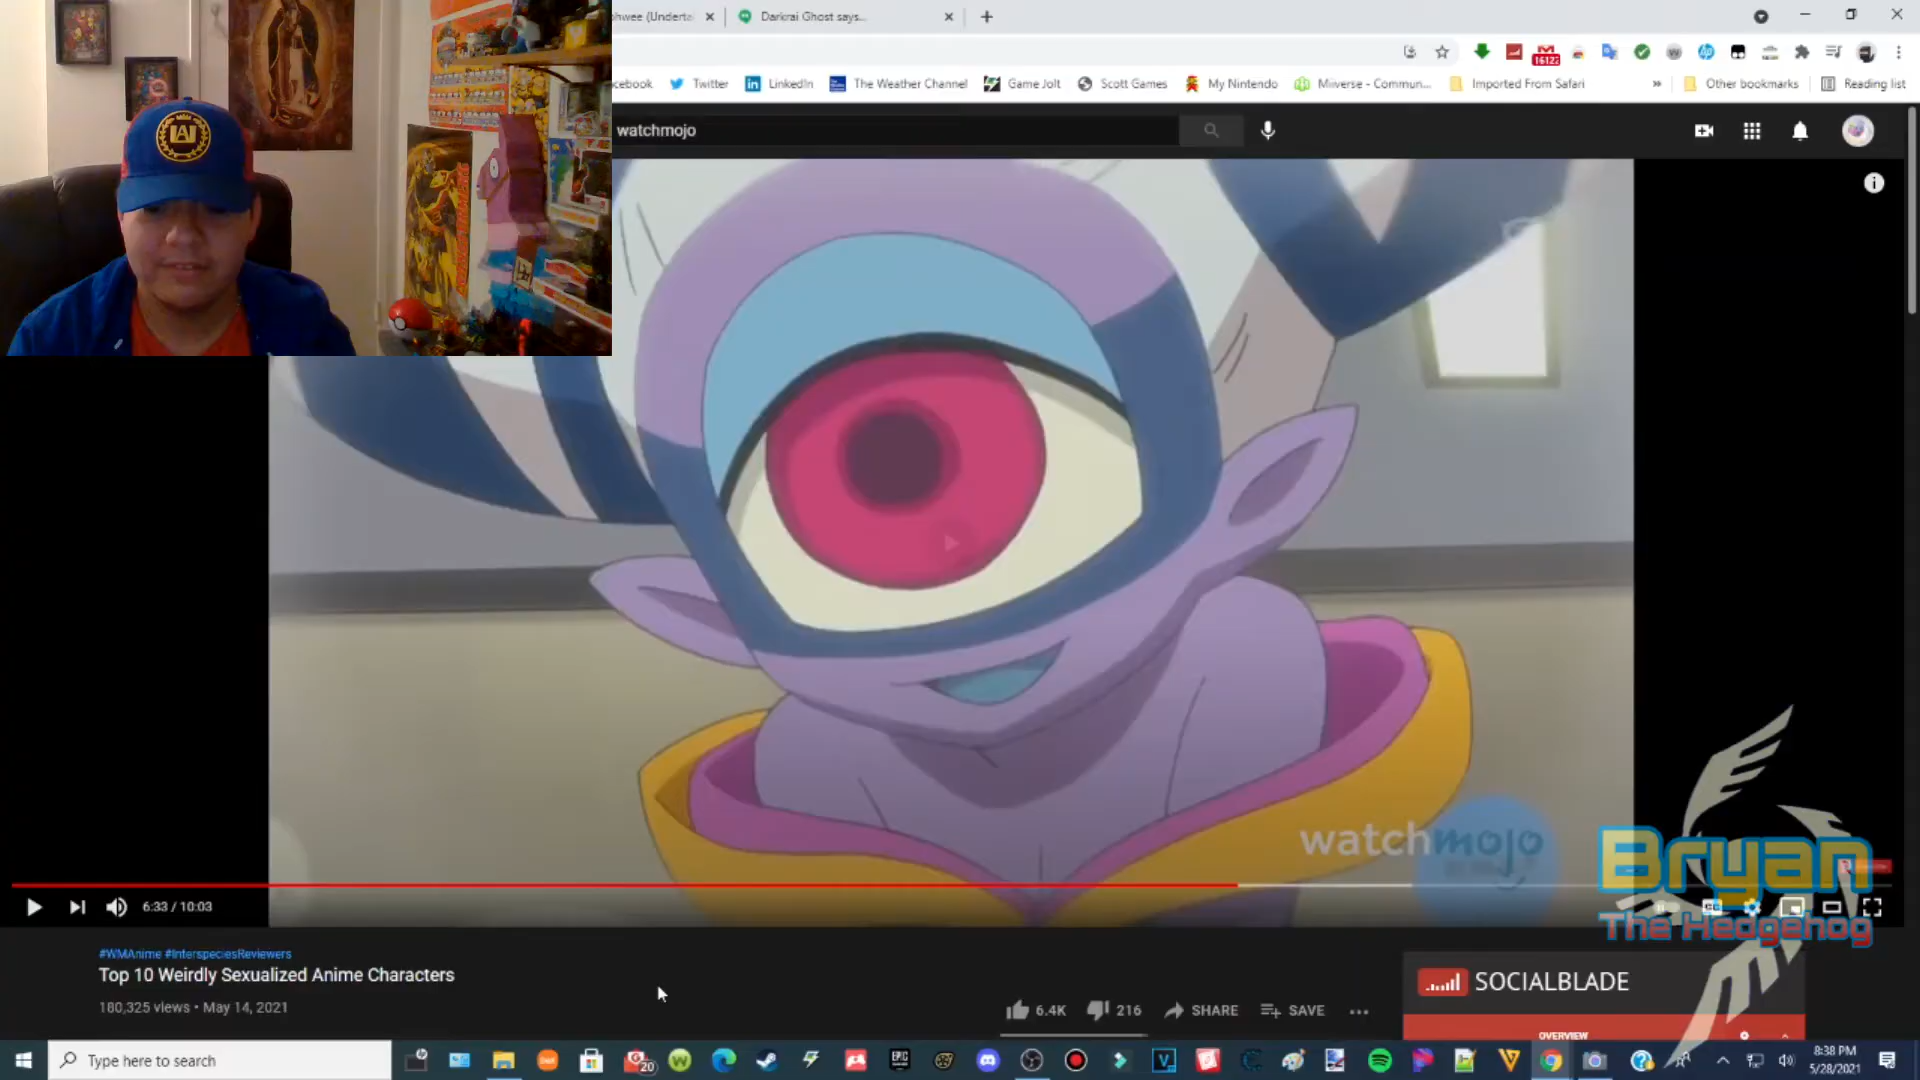 Darkrai Ghost says...
16122
Twitter
LinkedIn
The Weather Channel
Game Jolt
Scott Games
My Nintendo
Miiverse - Commun...
Imported From Safari
»
Other bookmarks
Reading list
watchmojo
watchmojo
Bryan
The Hedgehog
6:33 / 10:03
#WMAnime #InterspeciesReviewers
Top 10 Weirdly Sexualized Anime Characters
180,325 views • May 14, 2021
6.4K
216
SHARE
SAVE
SOCIALBLADE
OVERVIEW
Type here to search
20
EPIC
8:38 PM
5/28/2021